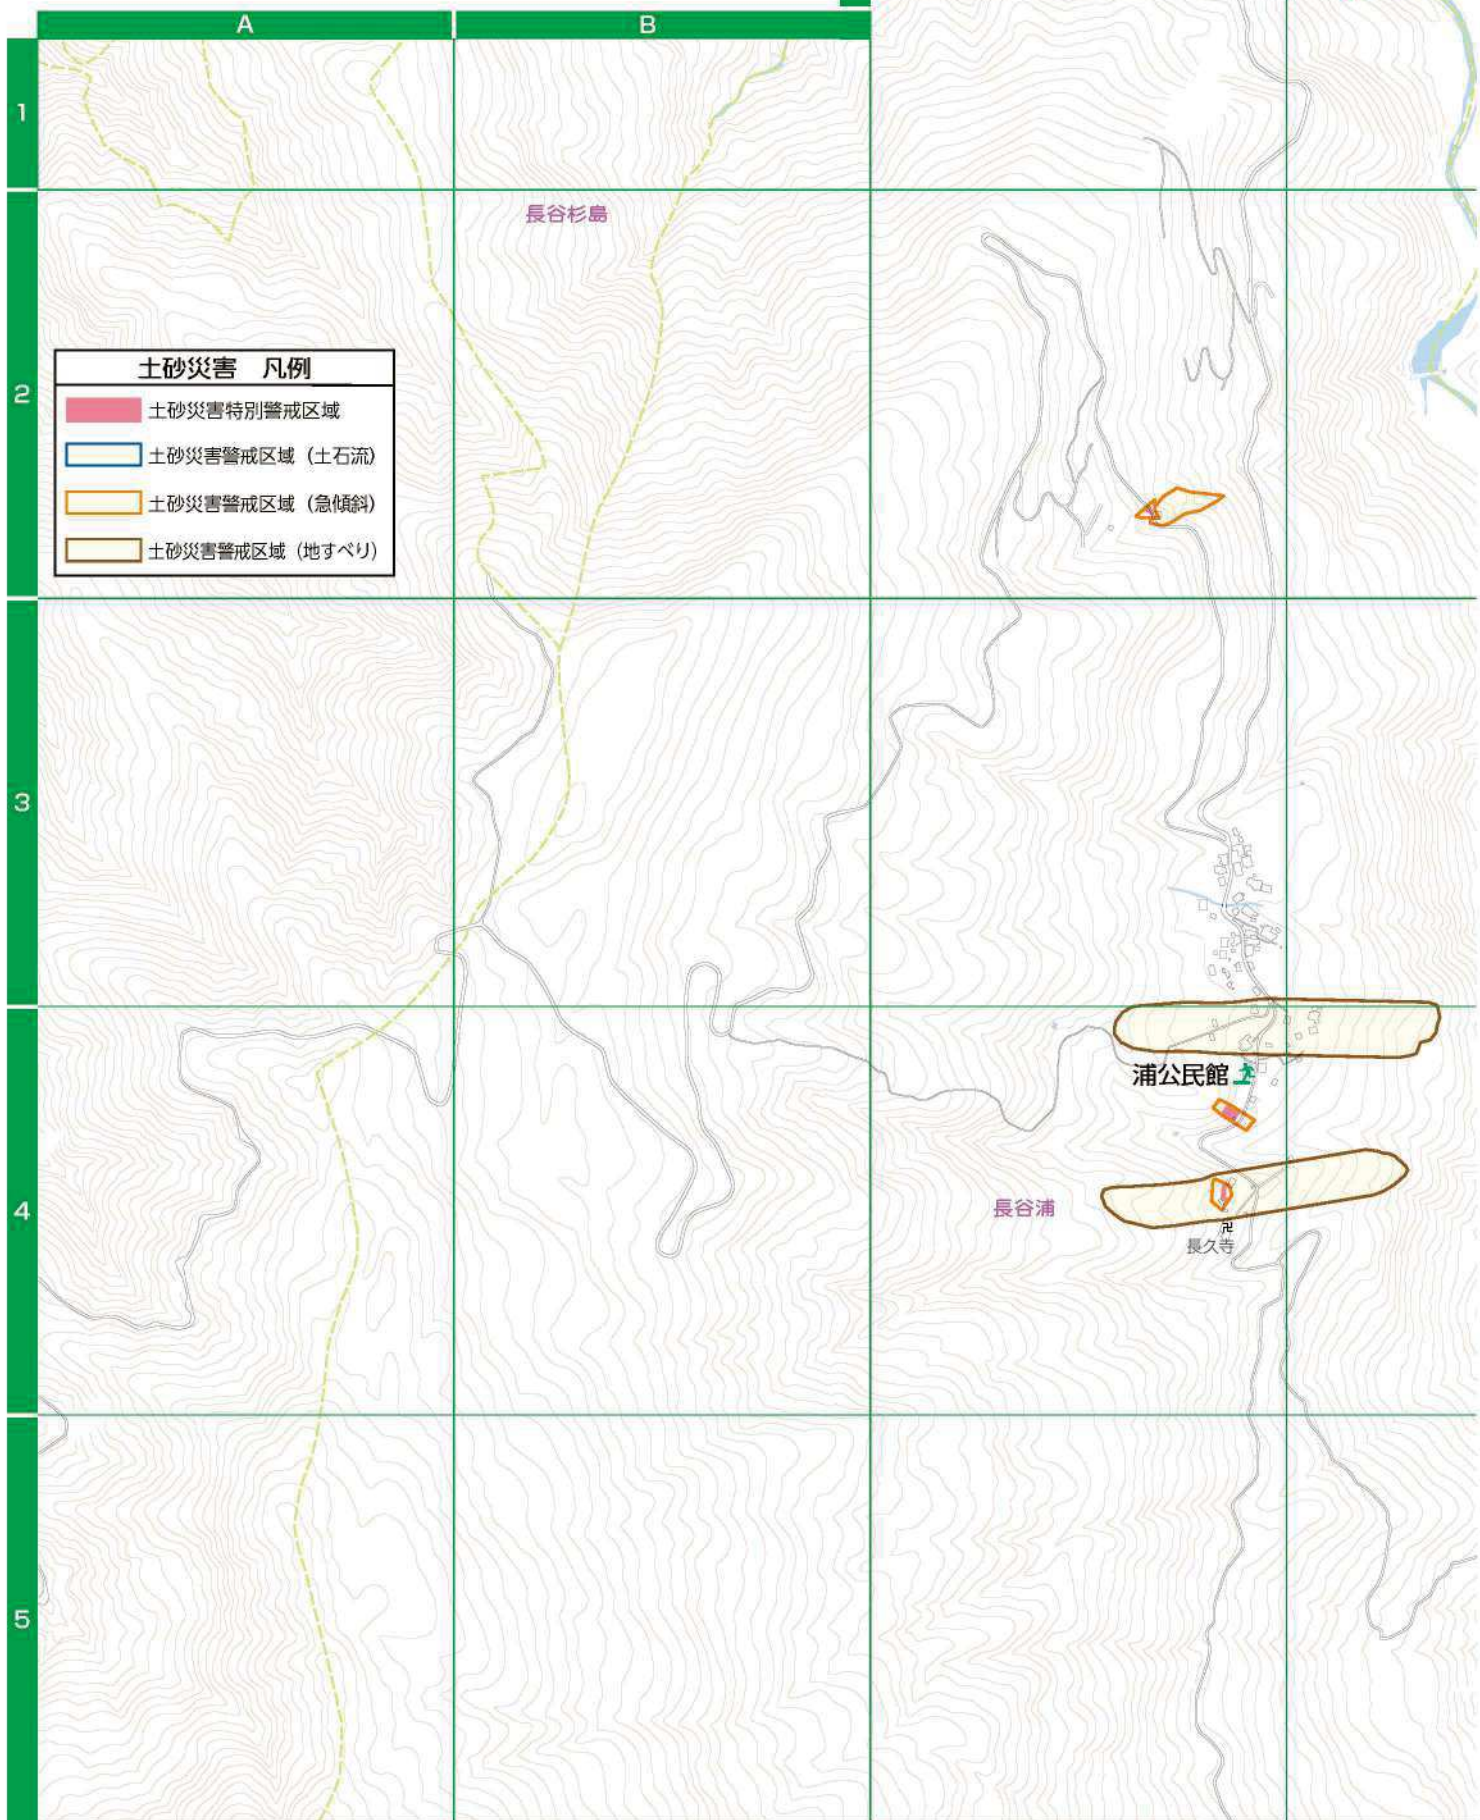 A
B
1
長谷杉島
2
土砂災害 凡例
土砂災害特別警戒区域
土砂災害警戒区域（土石流）
土砂災害警戒区域（急傾斜）
土砂災害警戒区域（地すべり）
3
浦公民館
4
長谷浦
卍
長久寺
5